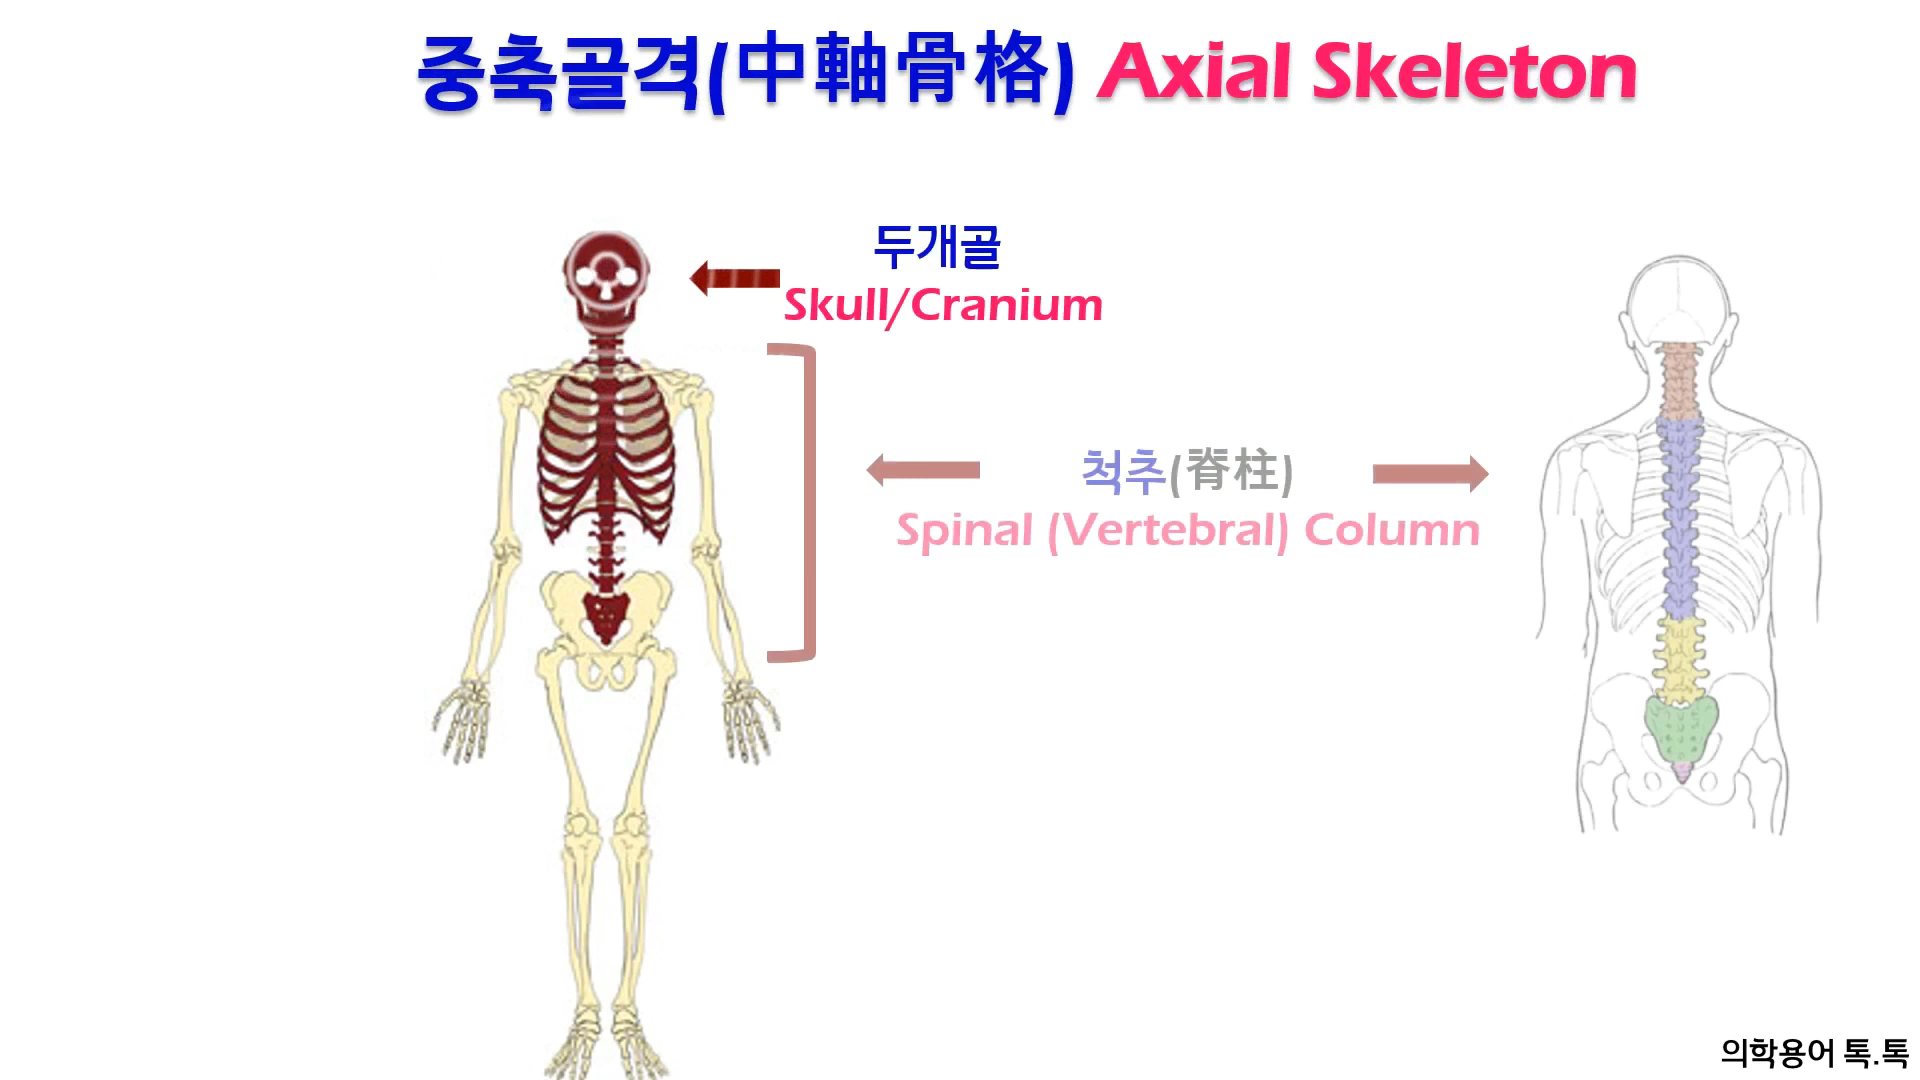 중축골격(中軸骨格) Axial Skeleton
두개골
Skull/Cranium
척추(脊柱)
Spinal (Vertebral) Column
의학용어 톡.톡